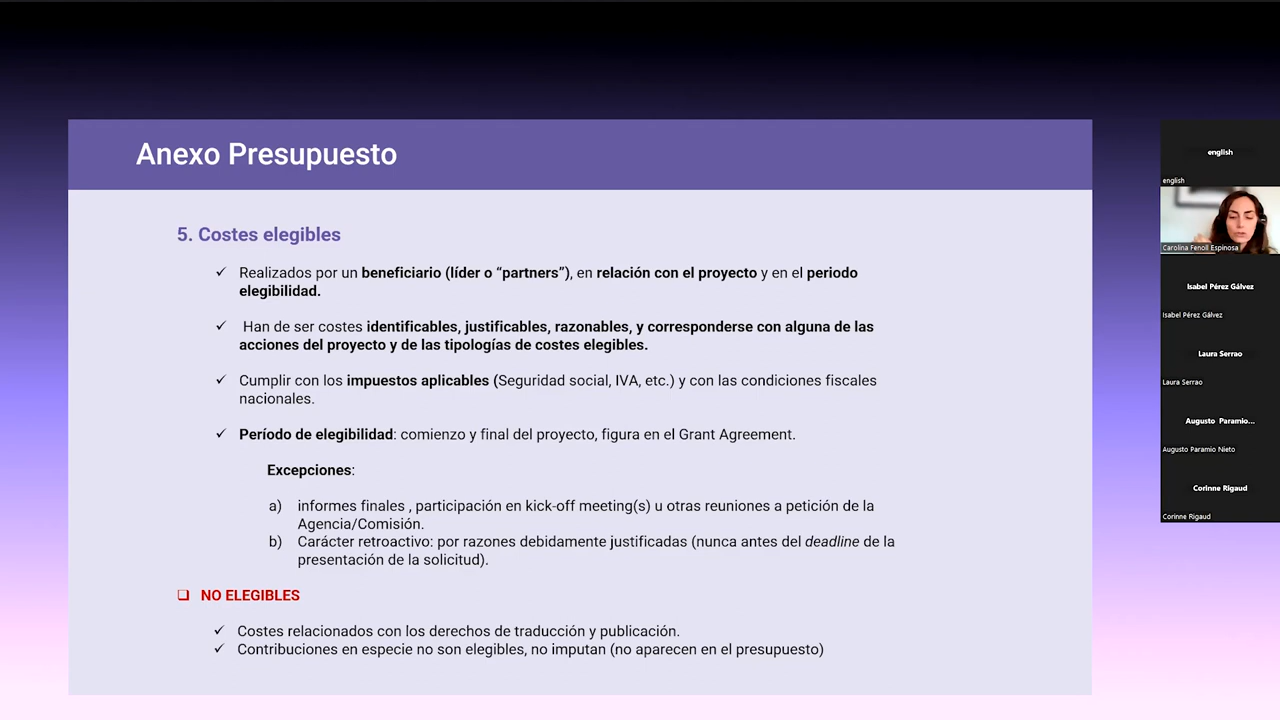 Anexo Presupuesto
5. Costes elegibles
✓ Realizados por un beneficiario (líder o “partners”), en relación con el proyecto y en el periodo
elegibilidad.
✓ Han de ser costes identificables, justificables, razonables, y corresponderse con alguna de las
acciones del proyecto y de las tipologías de costes elegibles.
✓ Cumplir con los impuestos aplicables (Seguridad social, IVA, etc.) y con las condiciones fiscales
nacionales.
✓ Período de elegibilidad: comienzo y final del proyecto, figura en el Grant Agreement.
Excepciones:
a) informes finales , participación en kick-off meeting(s) u otras reuniones a petición de la
Agencia/Comisión.
b) Carácter retroactivo: por razones debidamente justificadas (nunca antes del deadline de la
presentación de la solicitud).
❑ NO ELEGIBLES
✓ Costes relacionados con los derechos de traducción y publicación.
✓ Contribuciones en especie no son elegibles, no imputan (no aparecen en el presupuesto)
english
english
Carolina Fenoll Espinosa
Isabel Pérez Gálvez
Isabel Pérez Gálvez
Laura Serrao
Laura Serrao
Augusto Paramio...
Augusto Paramio Nieto
Corinne Rigaud
Corinne Rigaud